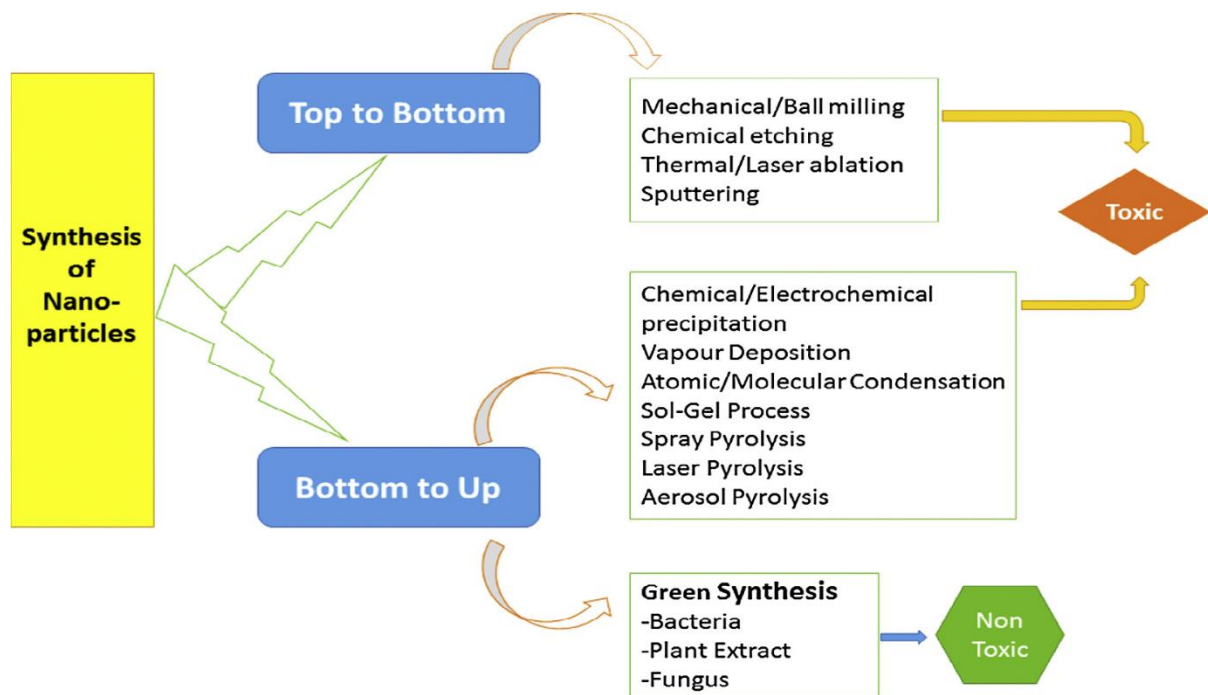 Synthesis
of
Nano-
particles
Top to Bottom
Mechanical/Ball milling
Chemical etching
Thermal/Laser ablation
Sputtering
Toxic
Chemical/Electrochemical
precipitation
Vapour Deposition
Atomic/Molecular Condensation
Sol-Gel Process
Spray Pyrolysis
Laser Pyrolysis
Aerosol Pyrolysis
Bottom to Up
Green Synthesis
-Bacteria
-Plant Extract
-Fungus
Non
Toxic